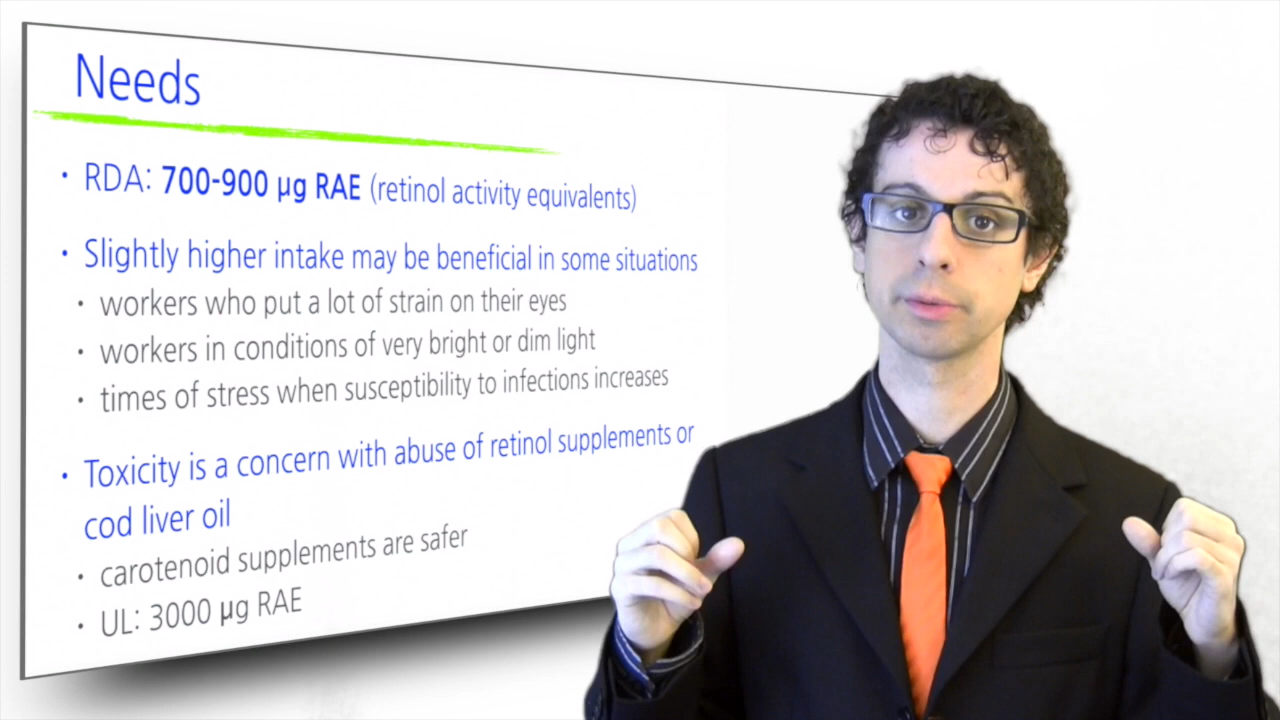 Needs
• RDA: 700-900 µg RAE (retinol activity equivalents)
• Slightly higher intake may be beneficial in some situations
• workers who put a lot of strain on their eyes
• workers in conditions of very bright or dim light
• times of stress when susceptibility to infections increases
• Toxicity is a concern with abuse of retinol supplements or
cod liver oil
• carotenoid supplements are safer
• UL: 3000 µg RAE